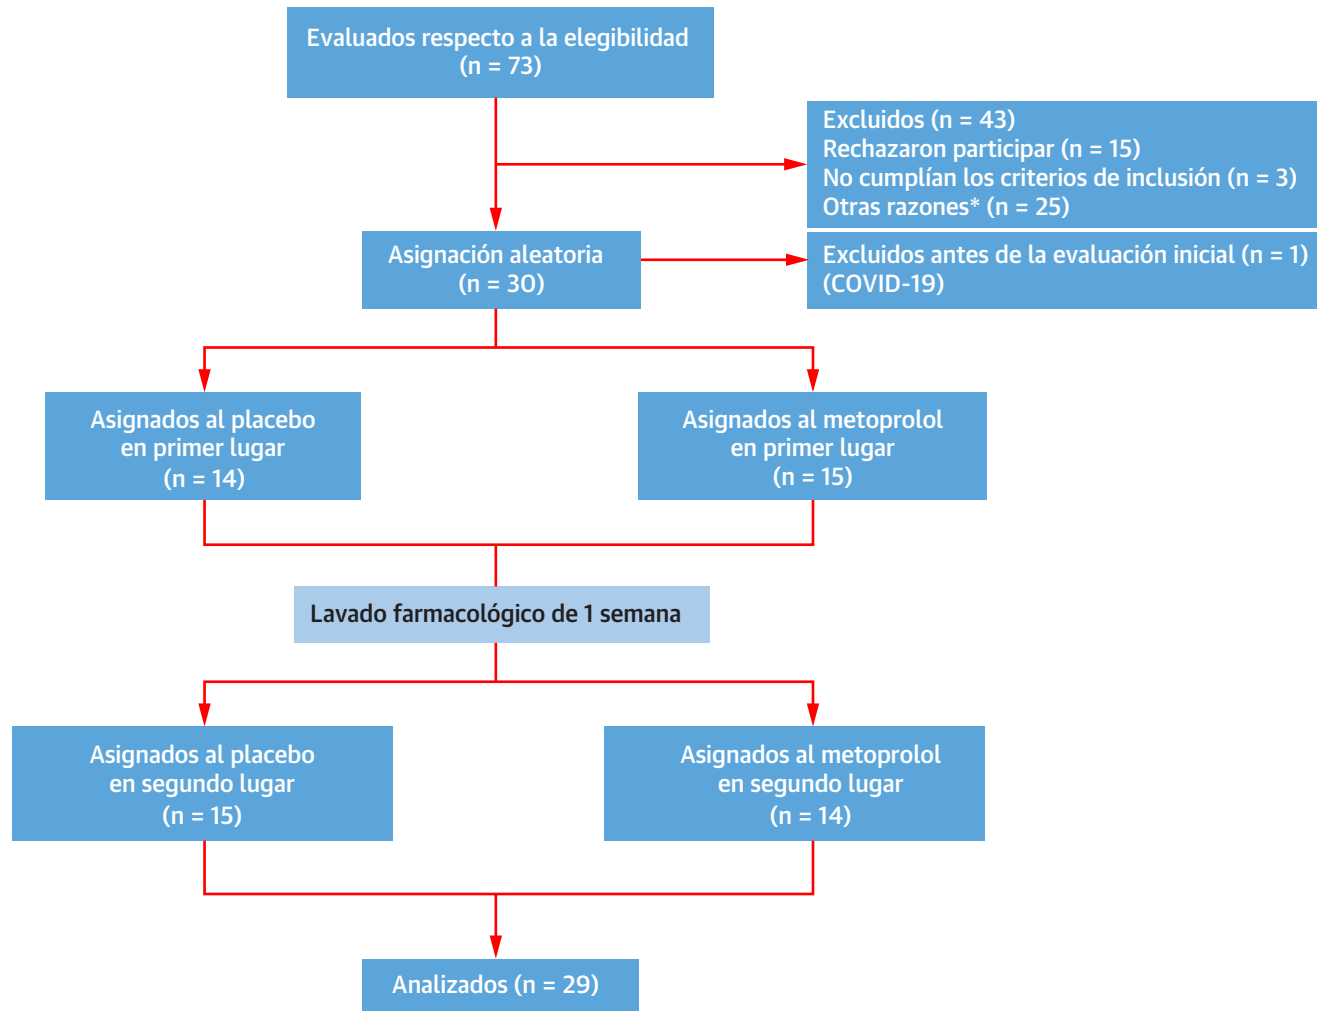 Evaluados respecto a la elegibilidad
(n = 73)
Excluidos (n = 43)
Rechazaron participar (n = 15)
No cumplían los criterios de inclusión (n = 3)
Otras razones* (n = 25)
Asignación aleatoria
(n = 30)
Excluidos antes de la evaluación inicial (n = 1)
(COVID-19)
Asignados al placebo
en primer lugar
(n = 14)
Asignados al metoprolol
en primer lugar
(n = 15)
Lavado farmacológico de 1 semana
Asignados al placebo
en segundo lugar
(n = 15)
Asignados al metoprolol
en segundo lugar
(n = 14)
Analizados (n = 29)